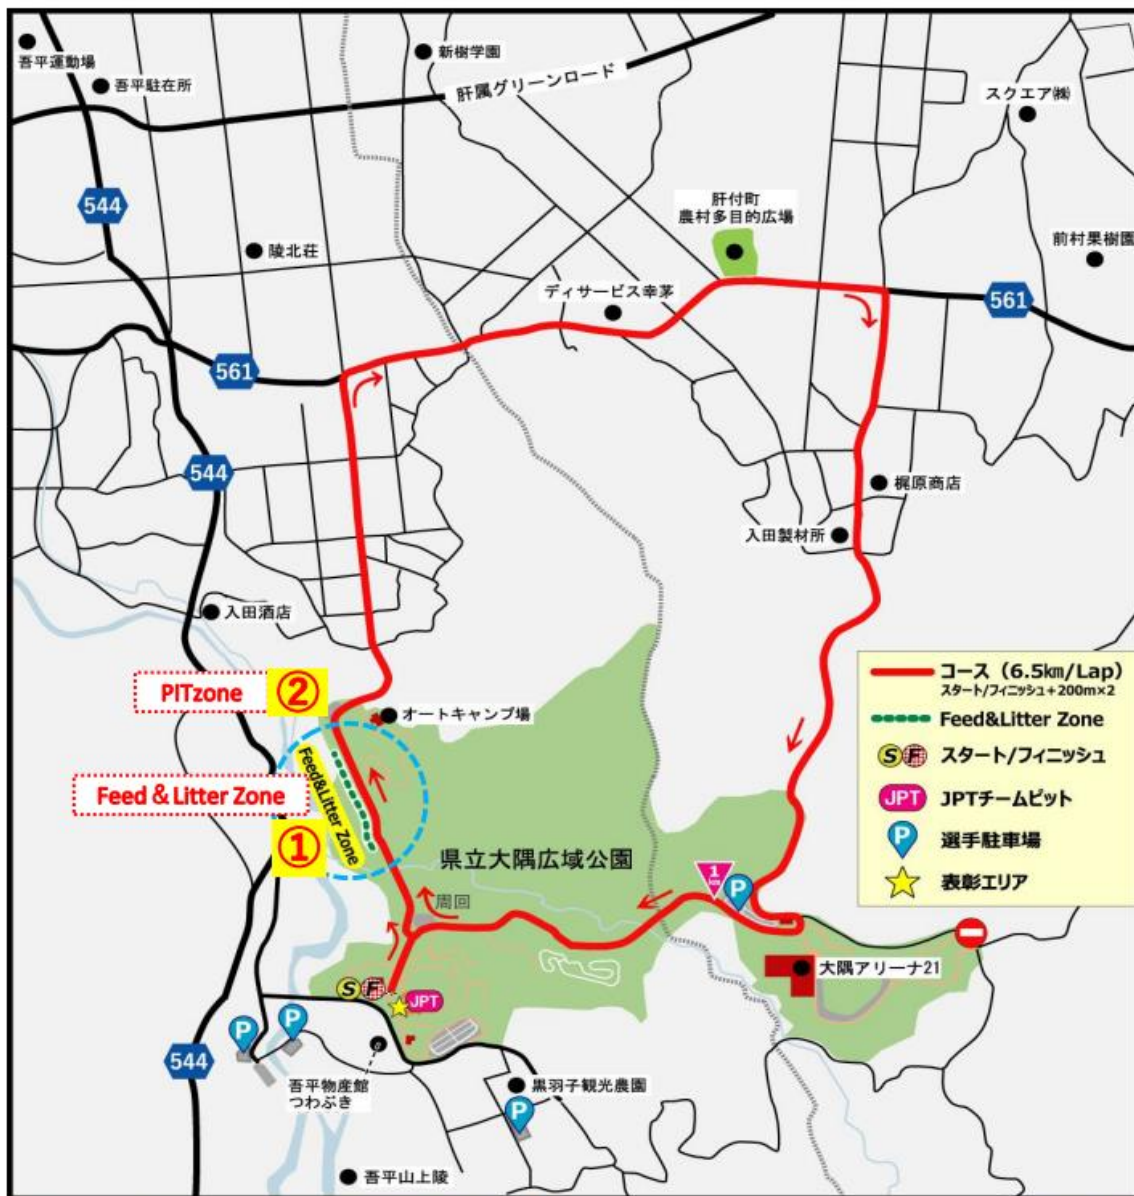 吾平運動場
吾平駐在所
新樹学園
肝属グリーンロード
スクエア㈱
544
肝付町
農村多目的広場
陵北荘
前村果樹園
ディサービス幸茅
561
561
544
梶原商店
入田製材所
入田酒店
PITzone
②
オートキャンプ場
Feed&Litter Zone
Feed & Litter Zone
①
県立大隅広域公園
周回
1
km
P
大隅アリーナ21
S F
JPT
P
P
544
吾平物産館
つわぶき
黒羽子観光農園
P
吾平山上陵
コース（6.5km/Lap）
スタート/フィニッシュ+200m×2
Feed&Litter Zone
S F スタート/フィニッシュ
JPT JPTチームピット
P 選手駐車場
表彰エリア